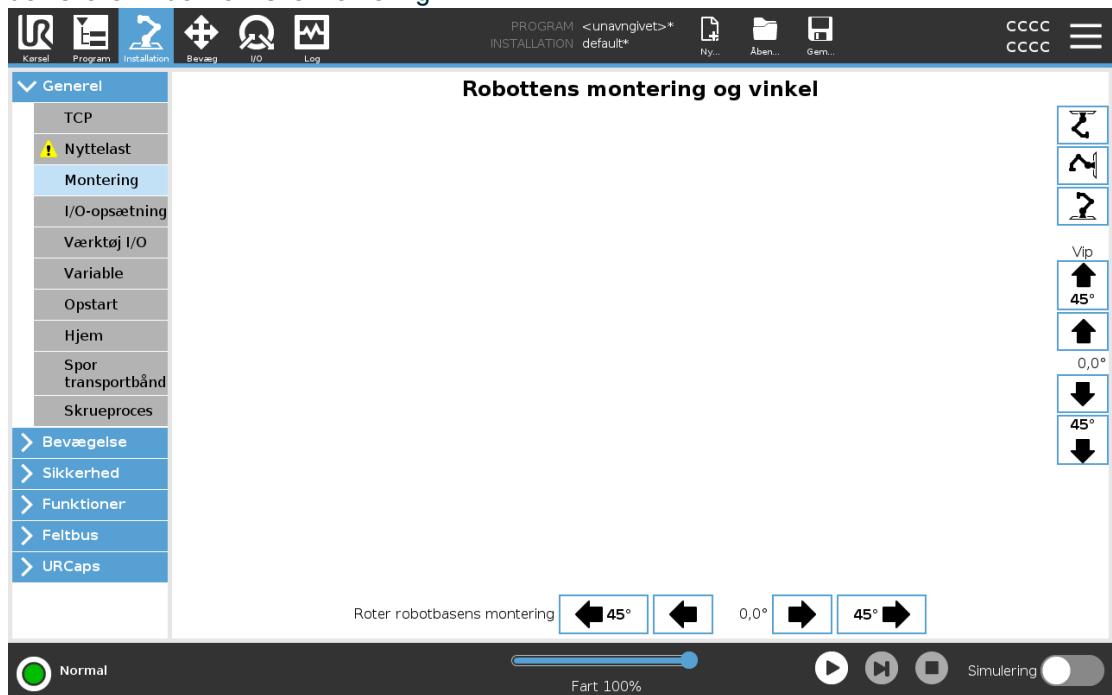 PROGRAM <unavngivet>*
INSTALLATION default*
UR
Kørsel Program Installation Bevæg I/O Log
Ny... Åben... Gem...
CCCC
CCCC
Generel
TCP
Nyttelast
Montering
I/O-opsætning
Værktøj I/O
Variable
Opstart
Hjem
Spor
transportbånd
Skrueproces
Bevægelse
Sikkerhed
Funktioner
Feltbus
URCaps
Robottens montering og vinkel
Vip
45°
0,0°
45°
Roter robotbasens montering 45° 0,0° 45°
Normal
Fart 100%
Simulering